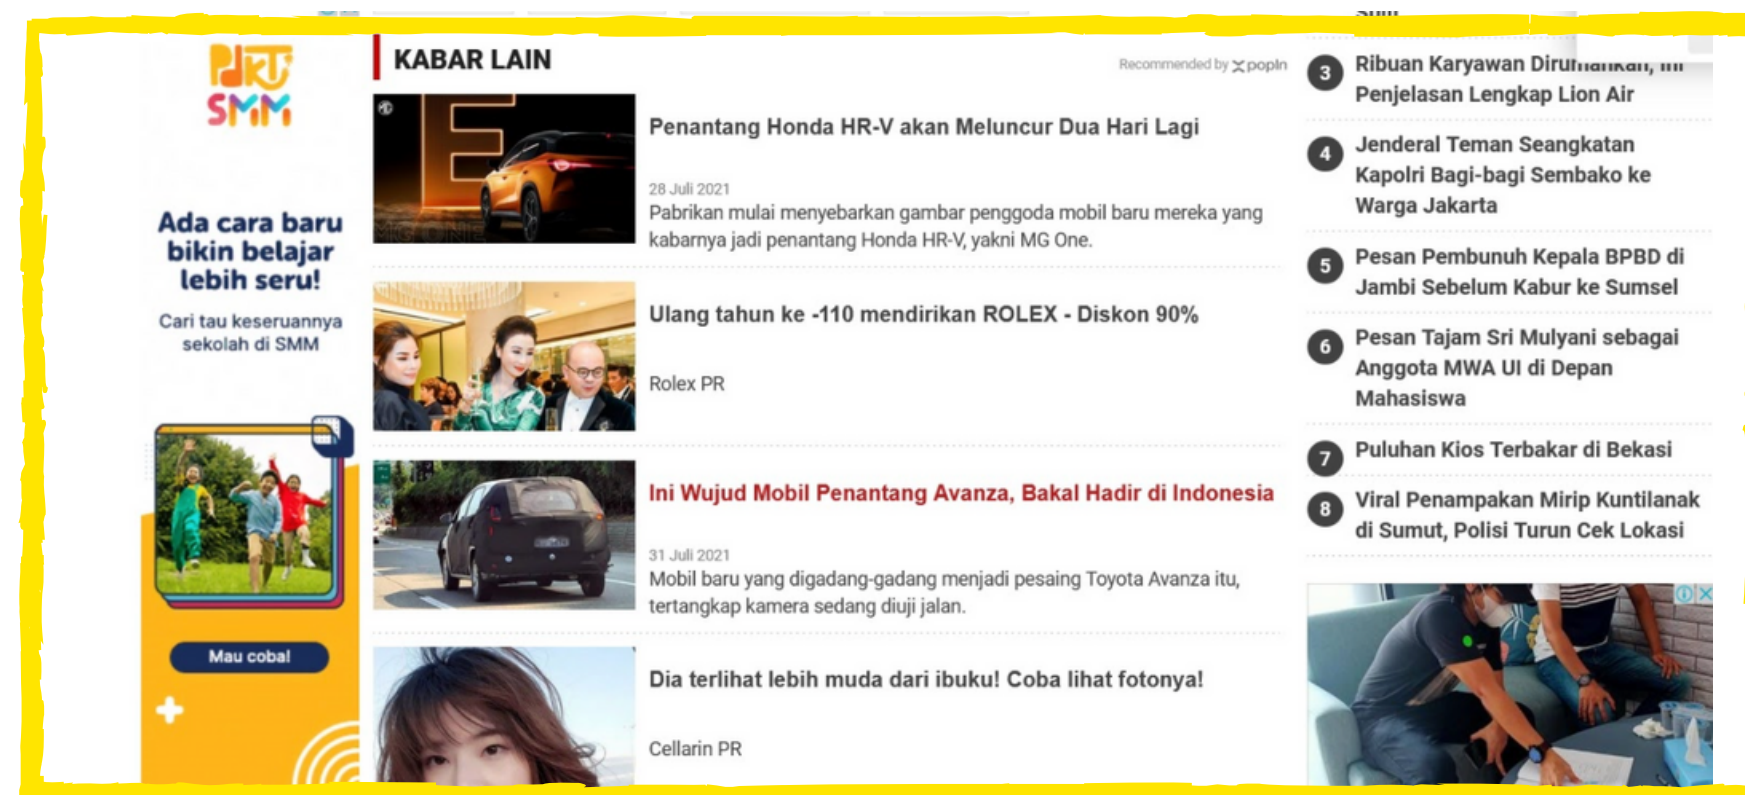 PIJKTI
SMM
Ada cara baru
bikin belajar
lebih seru!
Cari tau keseruannya
sekolah di SMM
Mau coba!
KABAR LAIN
Recommended by popIn
MG
E
MG ONE
Penantang Honda HR-V akan Meluncur Dua Hari Lagi
28 Juli 2021
Pabrikan mulai menyebarkan gambar penggoda mobil baru mereka yang
kabarnya jadi penantang Honda HR-V, yakni MG One.
Ulang tahun ke -110 mendirikan ROLEX - Diskon 90%
Rolex PR
Ini Wujud Mobil Penantang Avanza, Bakal Hadir di Indonesia
31 Juli 2021
Mobil baru yang digadang-gadang menjadi pesaing Toyota Avanza itu,
tertangkap kamera sedang diuji jalan.
Dia terlihat lebih muda dari ibuku! Coba lihat fotonya!
Cellarin PR
3
Ribuan Karyawan Dirumahkan, Ini
Penjelasan Lengkap Lion Air
4
Jenderal Teman Seangkatan
Kapolri Bagi-bagi Sembako ke
Warga Jakarta
5
Pesan Pembunuh Kepala BPBD di
Jambi Sebelum Kabur ke Sumsel
6
Pesan Tajam Sri Mulyani sebagai
Anggota MWA UI di Depan
Mahasiswa
7
Puluhan Kios Terbakar di Bekasi
8
Viral Penampakan Mirip Kuntilanak
di Sumut, Polisi Turun Cek Lokasi